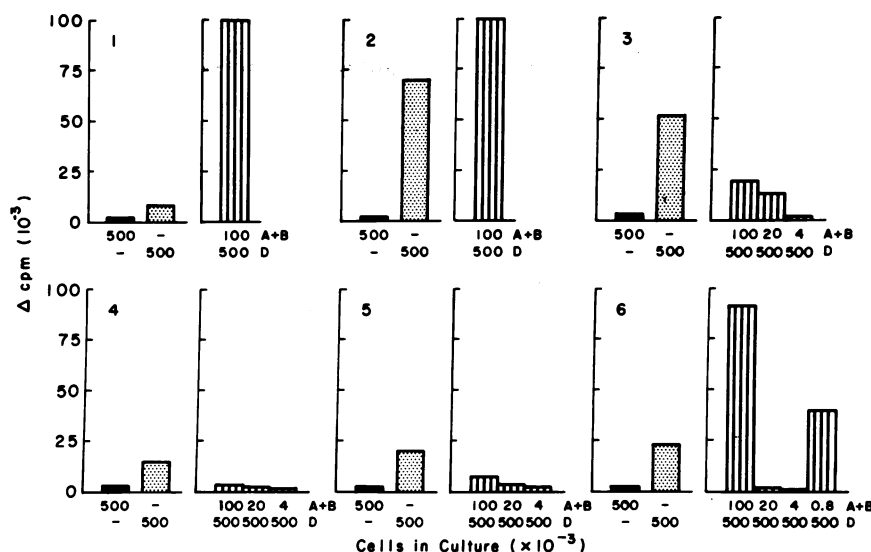 1
2
3
100
75
50
25
0
500 - 100 A+B
- 500 500 D
500 - 100 A+B
- 500 500 D
500 - 100 20 4 A+B
- 500 500 500 500 D
Δ cpm (10⁻³)
4
5
6
100
75
50
25
0
500 - 100 20 4 A+B
- 500 500 500 500 D
500 - 100 20 4 A+B
- 500 500 500 500 D
500 - 100 20 4 0.8 A+B
- 500 500 500 500 500 D
Cells in Culture (×10⁻³)